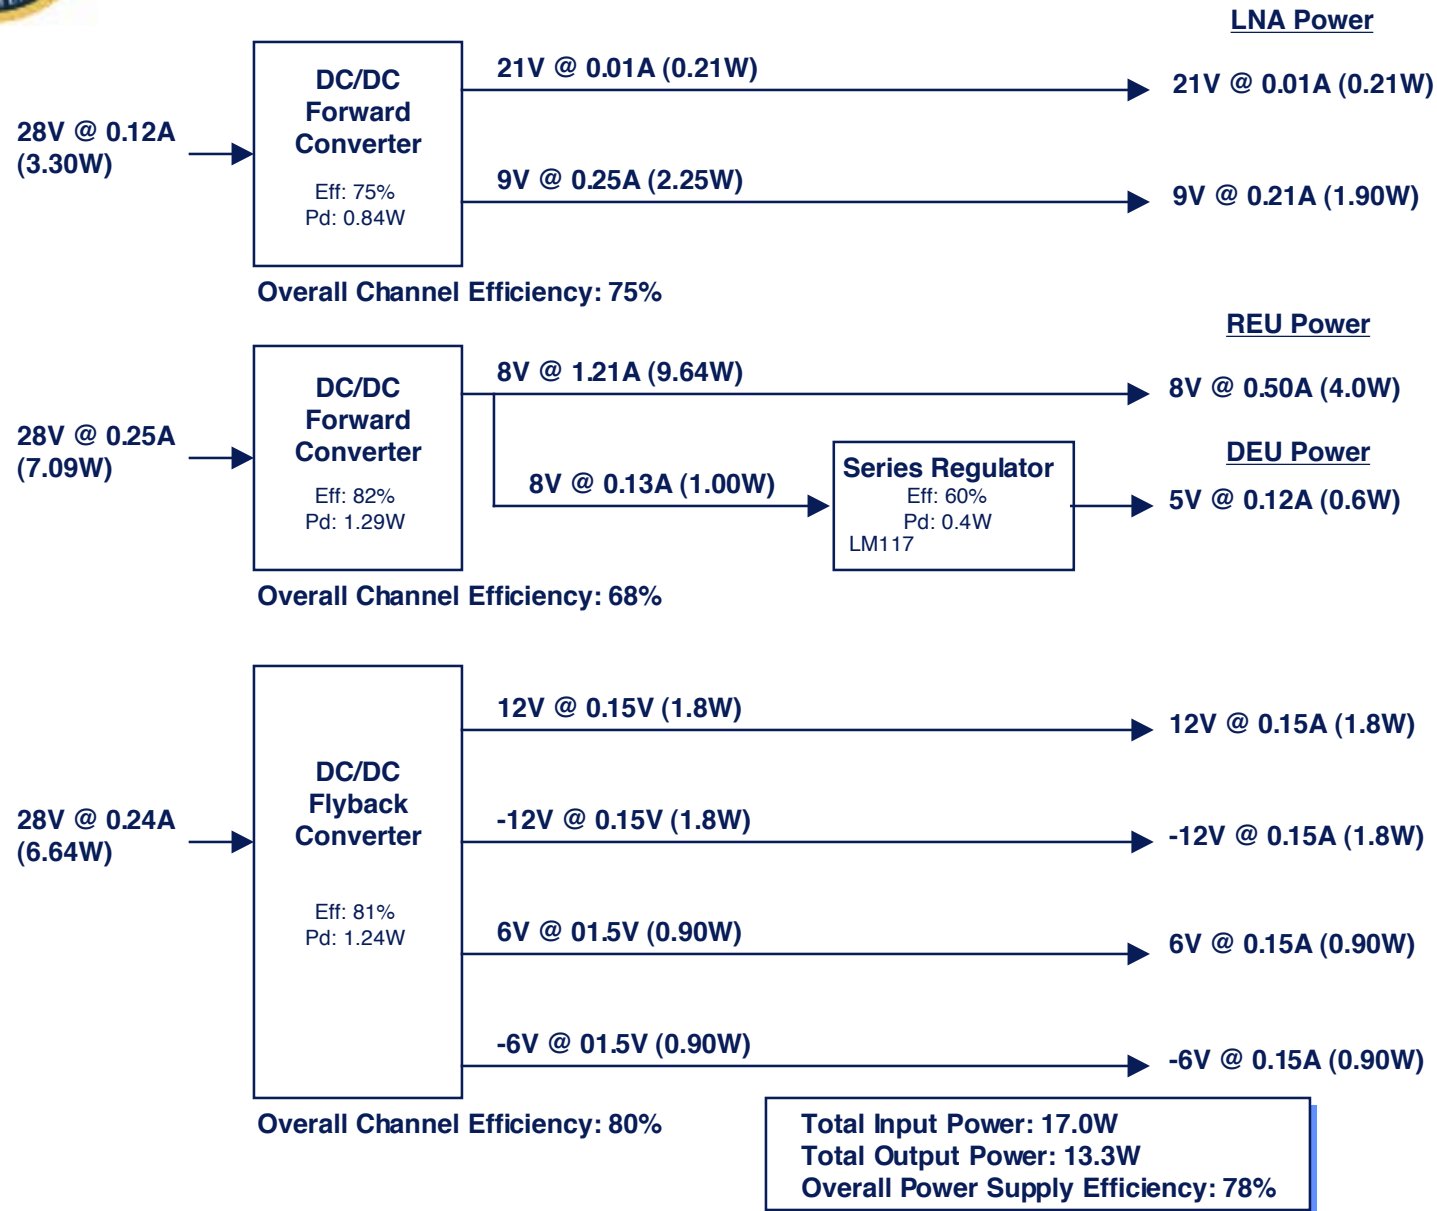 LNA Power
DC/DC
Forward
Converter
Eff: 75%
Pd: 0.84W
28V @ 0.12A
(3.30W)
21V @ 0.01A (0.21W)
21V @ 0.01A (0.21W)
9V @ 0.25A (2.25W)
9V @ 0.21A (1.90W)
Overall Channel Efficiency: 75%
REU Power
DC/DC
Forward
Converter
Eff: 82%
Pd: 1.29W
28V @ 0.25A
(7.09W)
8V @ 1.21A (9.64W)
8V @ 0.50A (4.0W)
DEU Power
8V @ 0.13A (1.00W)
Series Regulator
Eff: 60%
Pd: 0.4W
LM117
5V @ 0.12A (0.6W)
Overall Channel Efficiency: 68%
DC/DC
Flyback
Converter
Eff: 81%
Pd: 1.24W
28V @ 0.24A
(6.64W)
12V @ 0.15V (1.8W)
12V @ 0.15A (1.8W)
-12V @ 0.15V (1.8W)
-12V @ 0.15A (1.8W)
6V @ 01.5V (0.90W)
6V @ 0.15A (0.90W)
-6V @ 01.5V (0.90W)
-6V @ 0.15A (0.90W)
Overall Channel Efficiency: 80%
Total Input Power: 17.0W
Total Output Power: 13.3W
Overall Power Supply Efficiency: 78%